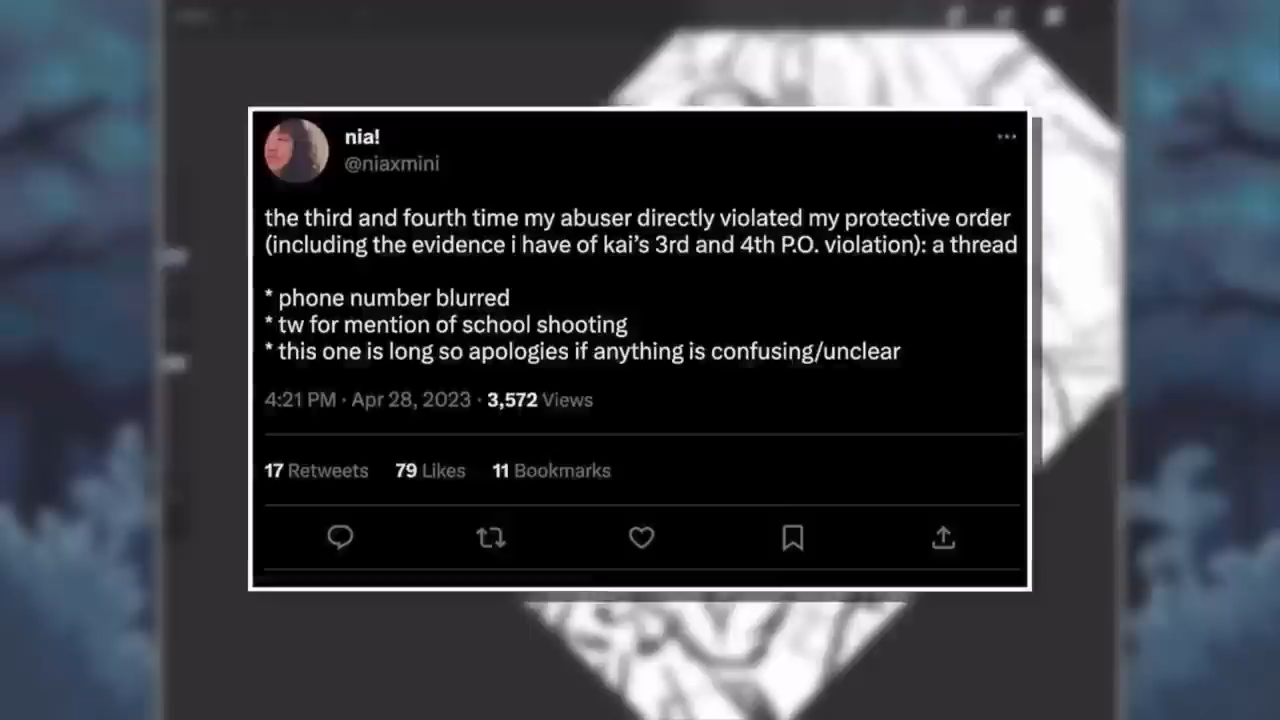 nia!
@niaxmini
the third and fourth time my abuser directly violated my protective order
(including the evidence i have of kai's 3rd and 4th P.O. violation): a thread
* phone number blurred
* tw for mention of school shooting
* this one is long so apologies if anything is confusing/unclear
4:21 PM · Apr 28, 2023 · 3,572 Views
17 Retweets 79 Likes 11 Bookmarks